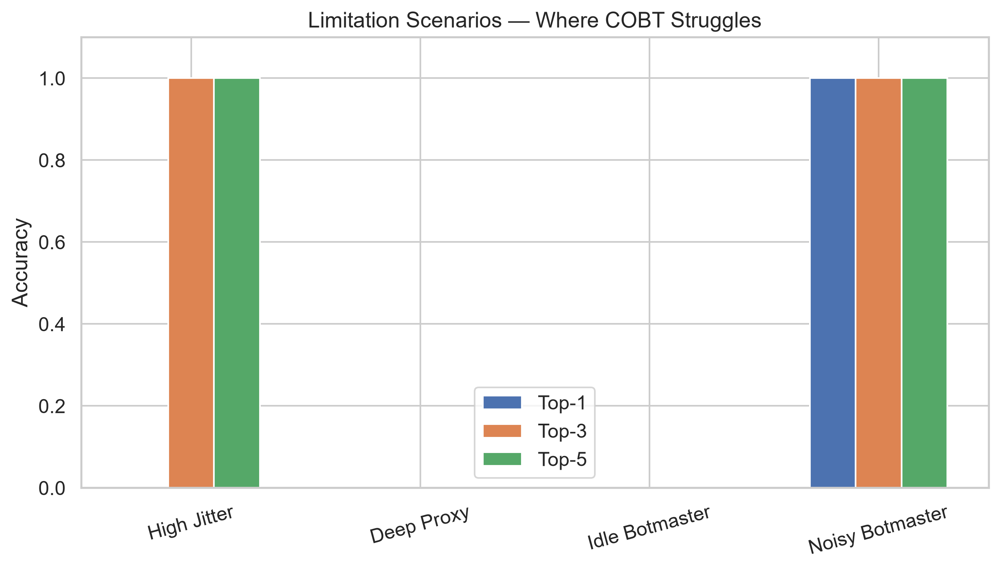 Limitation Scenarios — Where COBT Struggles
Accuracy
1.0
0.8
0.6
0.4
0.2
0.0
Top-1
Top-3
Top-5
High Jitter
Deep Proxy
Idle Botmaster
Noisy Botmaster